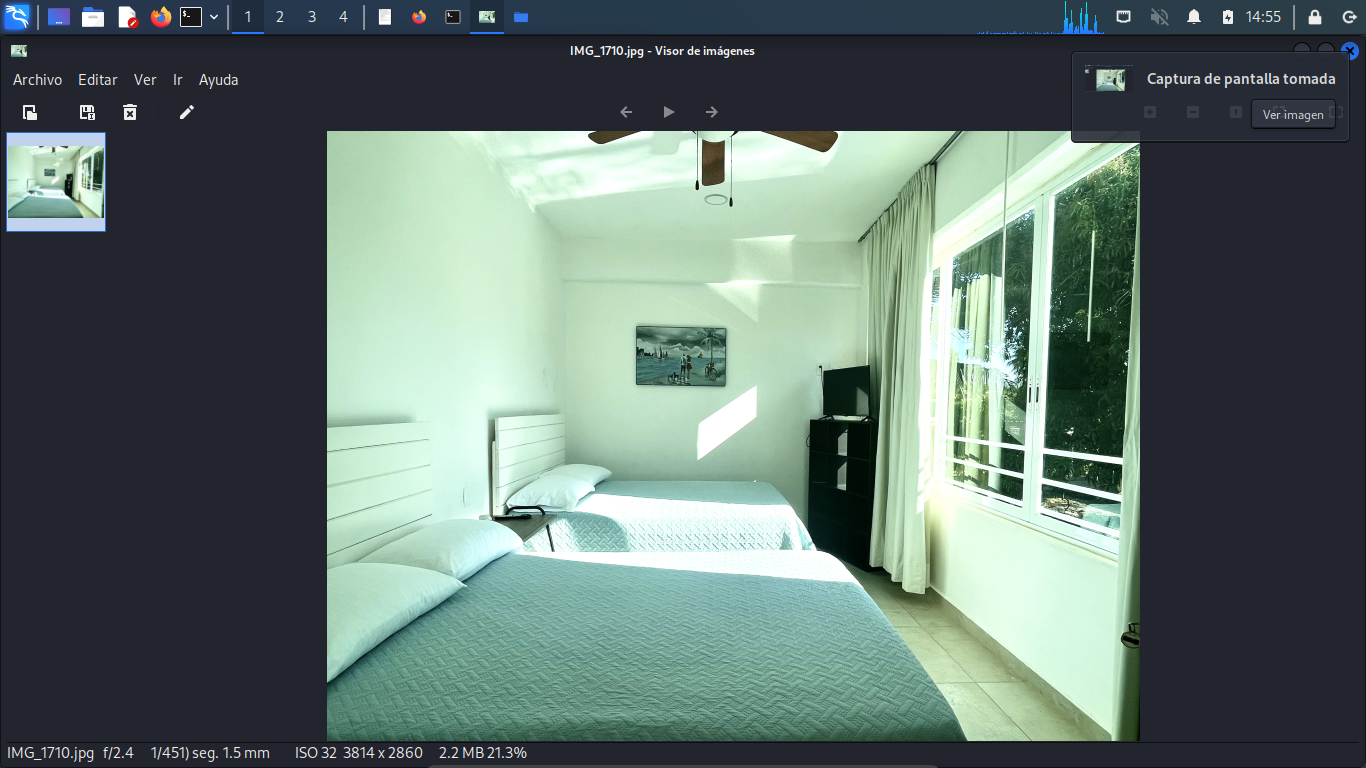 1 2 3 4 14:55
IMG_1710.jpg - Visor de imágenes
Archivo Editar Ver Ir Ayuda
Captura de pantalla tomada
Ver imagen
IMG_1710.jpg f/2.4 1/451) seg. 1.5 mm ISO 32 3814 x 2860 2.2 MB 21.3%